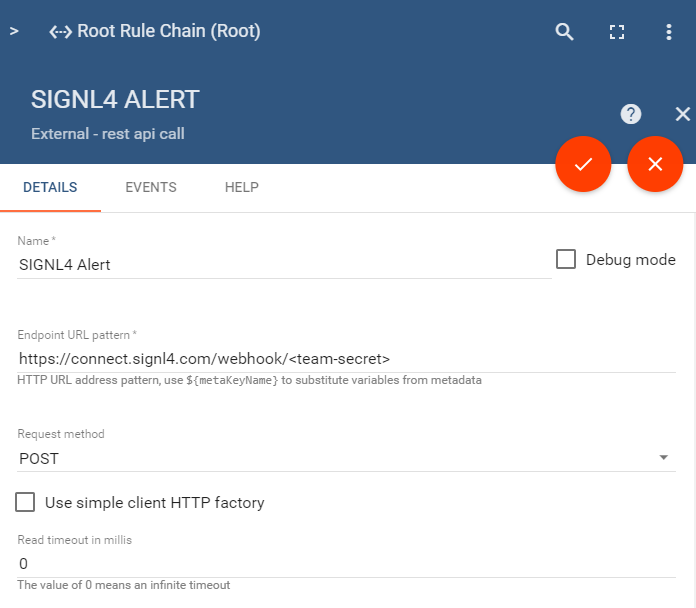 > Root Rule Chain (Root)
SIGNL4 ALERT
External - rest api call
DETAILS EVENTS HELP
Name *
SIGNL4 Alert
Debug mode
Endpoint URL pattern *
https://connect.signl4.com/webhook/<team-secret>
HTTP URL address pattern, use ${metaKeyName} to substitute variables from metadata
Request method
POST
Use simple client HTTP factory
Read timeout in millis
0
The value of 0 means an infinite timeout